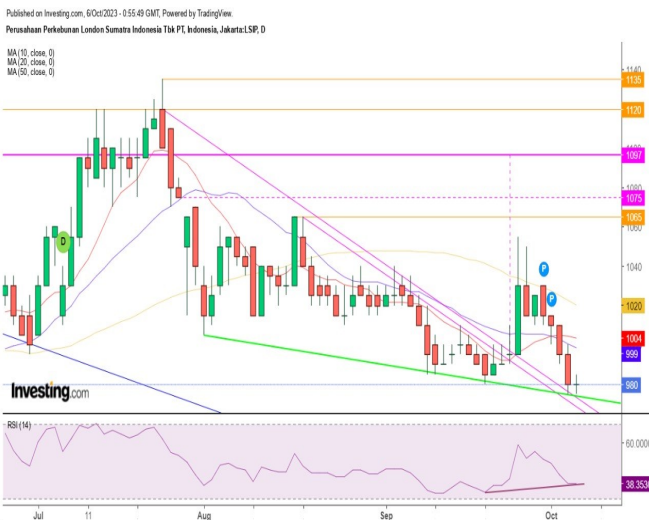 Published on Investing.com, 6/Oct/2023 - 0:55:49 GMT, Powered by TradingView.
Perusahaan Perkebunan London Sumatra Indonesia Tbk PT, Indonesia, Jakarta:LSIP, D
MA (10, close, 0)
MA (20, close, 0)
MA (50, close, 0)
1140
1135
1120
1097
1080
1075
1065
1060
D
P
1040
P
1020
1004
999
980
Investing.com
RSI (14)
60.0000
38.3530
Jul
11
Aug
Sep
Oct